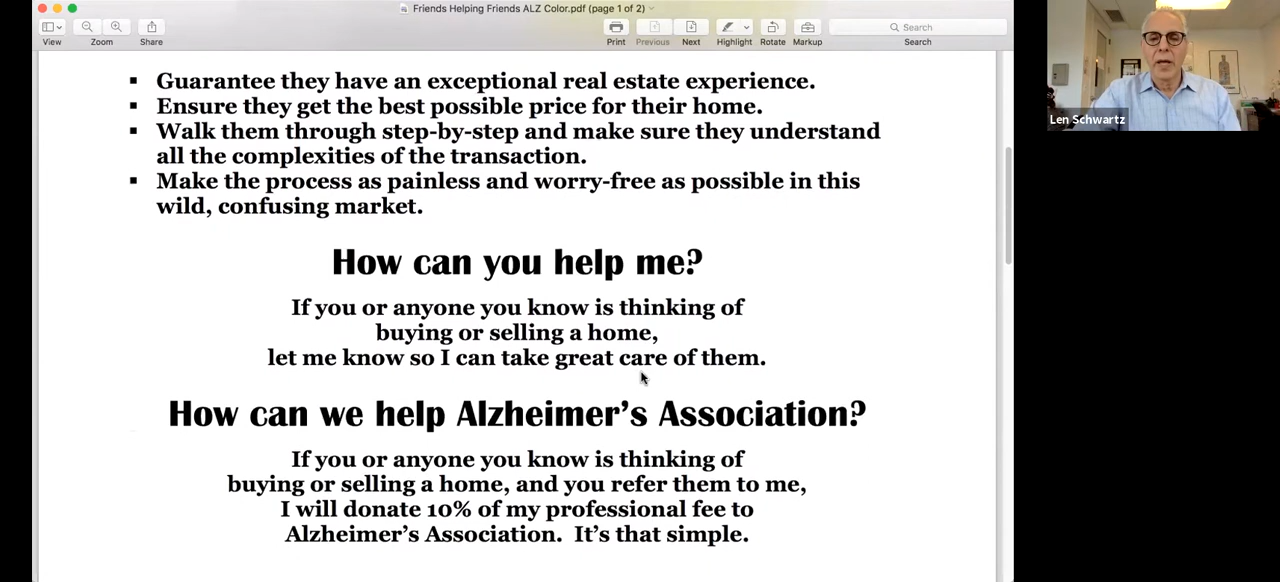 Friends Helping Friends ALZ Color.pdf (page 1 of 2)
View Zoom Share Print Previous Next Highlight Rotate Markup Search
Search
▪ Guarantee they have an exceptional real estate experience.
▪ Ensure they get the best possible price for their home.
▪ Walk them through step-by-step and make sure they understand
all the complexities of the transaction.
▪ Make the process as painless and worry-free as possible in this
wild, confusing market.
How can you help me?
If you or anyone you know is thinking of
buying or selling a home,
let me know so I can take great care of them.
How can we help Alzheimer's Association?
If you or anyone you know is thinking of
buying or selling a home, and you refer them to me,
I will donate 10% of my professional fee to
Alzheimer's Association.  It's that simple.
Len Schwartz